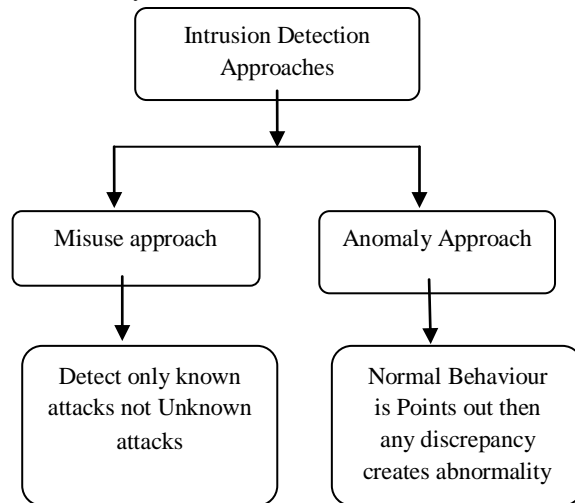 Intrusion Detection
Approaches
Misuse approach
Anomaly Approach
Detect only known
attacks not Unknown
attacks
Normal Behaviour
is Points out then
any discrepancy
creates abnormality